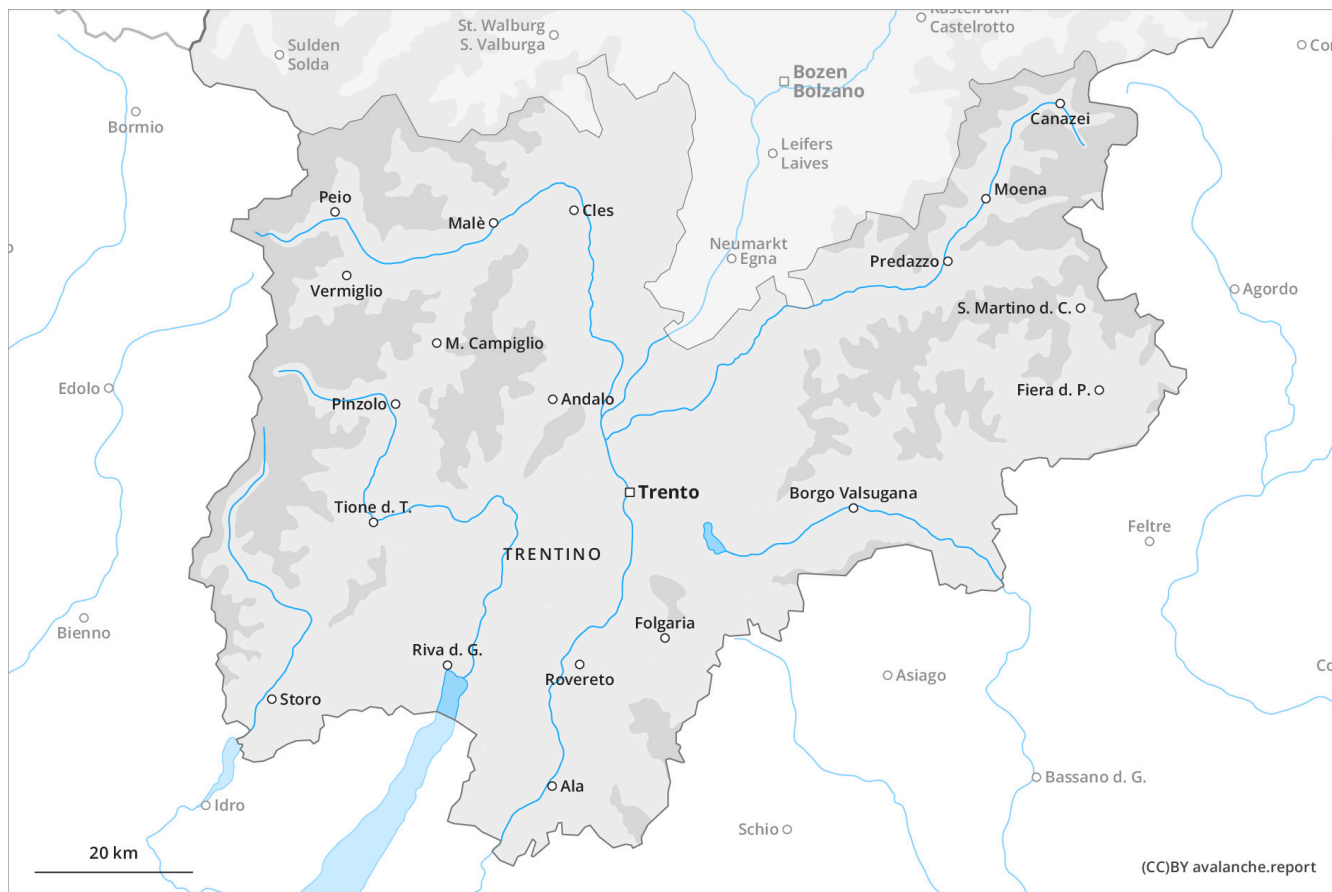 St. Walburg
S. Valburga
Castelrotto
Sulden
Solda
Bozen
Bolzano
Bormio
Canazei
Leifers
Laives
Peio
Malè
Cles
Moena
Neumarkt
Egna
Predazzo
Vermiglio
Agordo
S. Martino d. C.
M. Campiglio
Edolo
Pinzolo
Andalo
Fiera d. P.
Trento
Borgo Valsugana
Tione d. T.
Feltre
TRENTINO
Bienno
Folgaria
Riva d. G.
Rovereto
Asiago
Storo
Bassano d. G.
Ala
Idro
Schio
20 km
(CC)BY avalanche.report